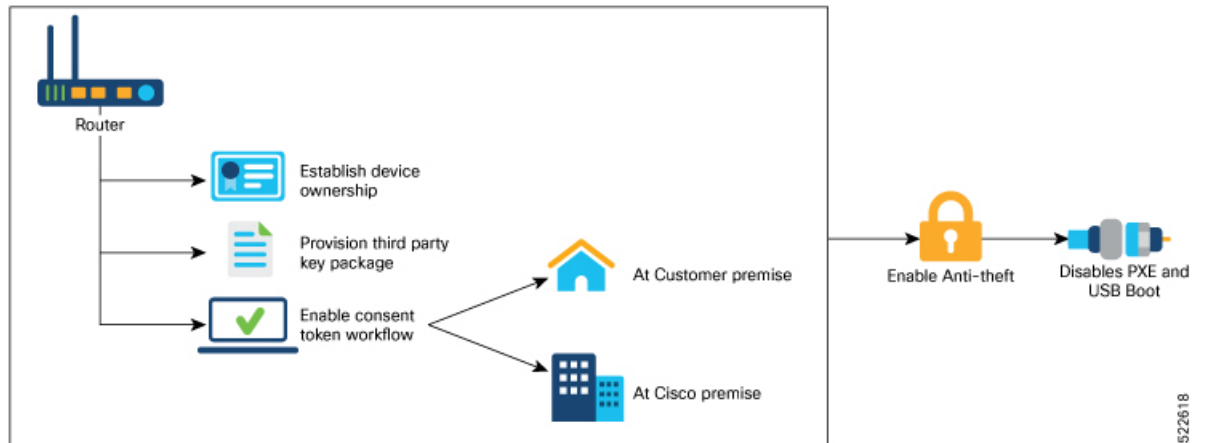 Router
Establish device
ownership
Provision third party
key package
Enable consent
token workflow
At Customer premise
At Cisco premise
Enable Anti-theft
Disables PXE and
USB Boot
522618